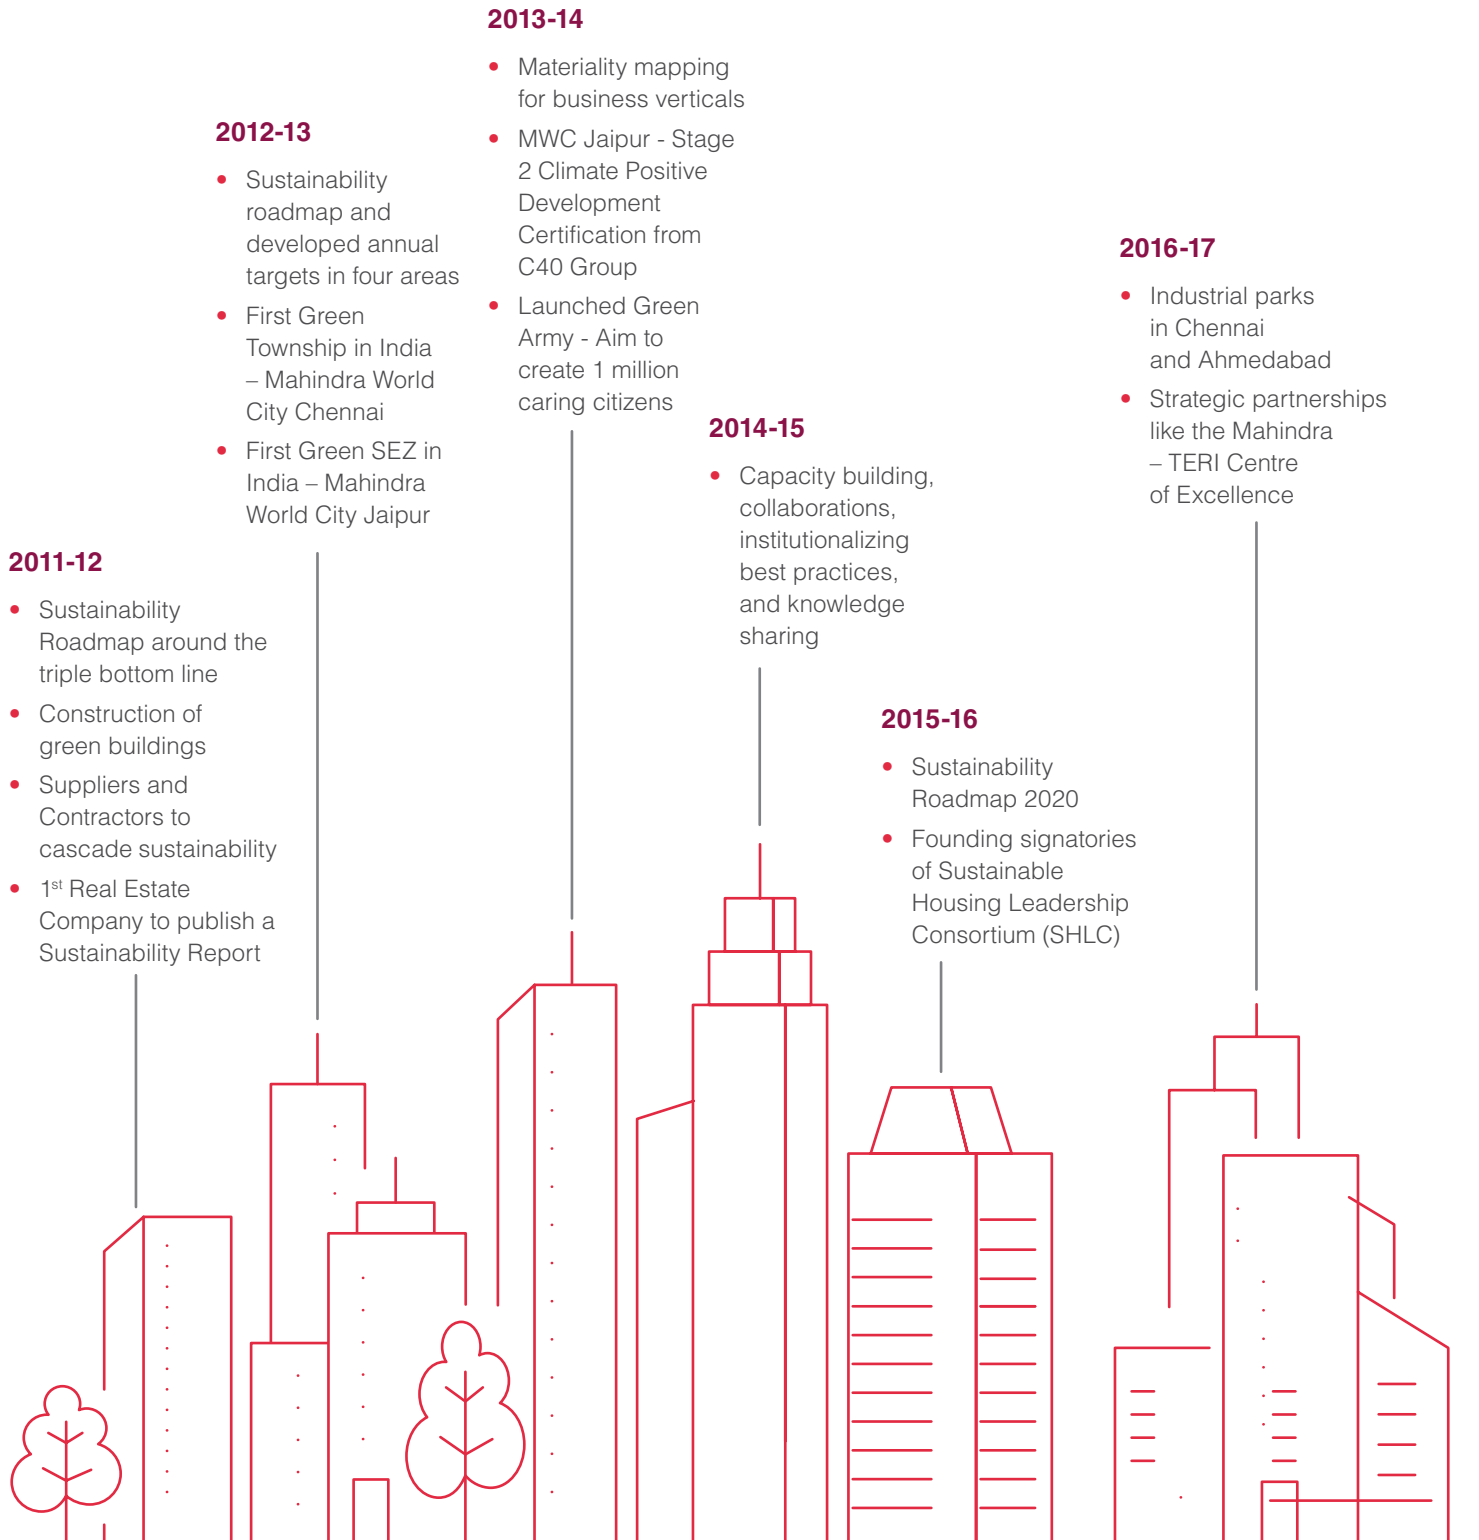 2011-12
• Sustainability
Roadmap around the
triple bottom line
• Construction of
green buildings
• Suppliers and
Contractors to
cascade sustainability
• 1st Real Estate
Company to publish a
Sustainability Report
2012-13
• Sustainability
roadmap and
developed annual
targets in four areas
• First Green
Township in India
– Mahindra World
City Chennai
• First Green SEZ in
India – Mahindra
World City Jaipur
2013-14
• Materiality mapping
for business verticals
• MWC Jaipur - Stage
2 Climate Positive
Development
Certification from
C40 Group
• Launched Green
Army - Aim to
create 1 million
caring citizens
2014-15
• Capacity building,
collaborations,
institutionalizing
best practices,
and knowledge
sharing
2015-16
• Sustainability
Roadmap 2020
• Founding signatories
of Sustainable
Housing Leadership
Consortium (SHLC)
2016-17
• Industrial parks
in Chennai
and Ahmedabad
• Strategic partnerships
like the Mahindra
– TERI Centre
of Excellence